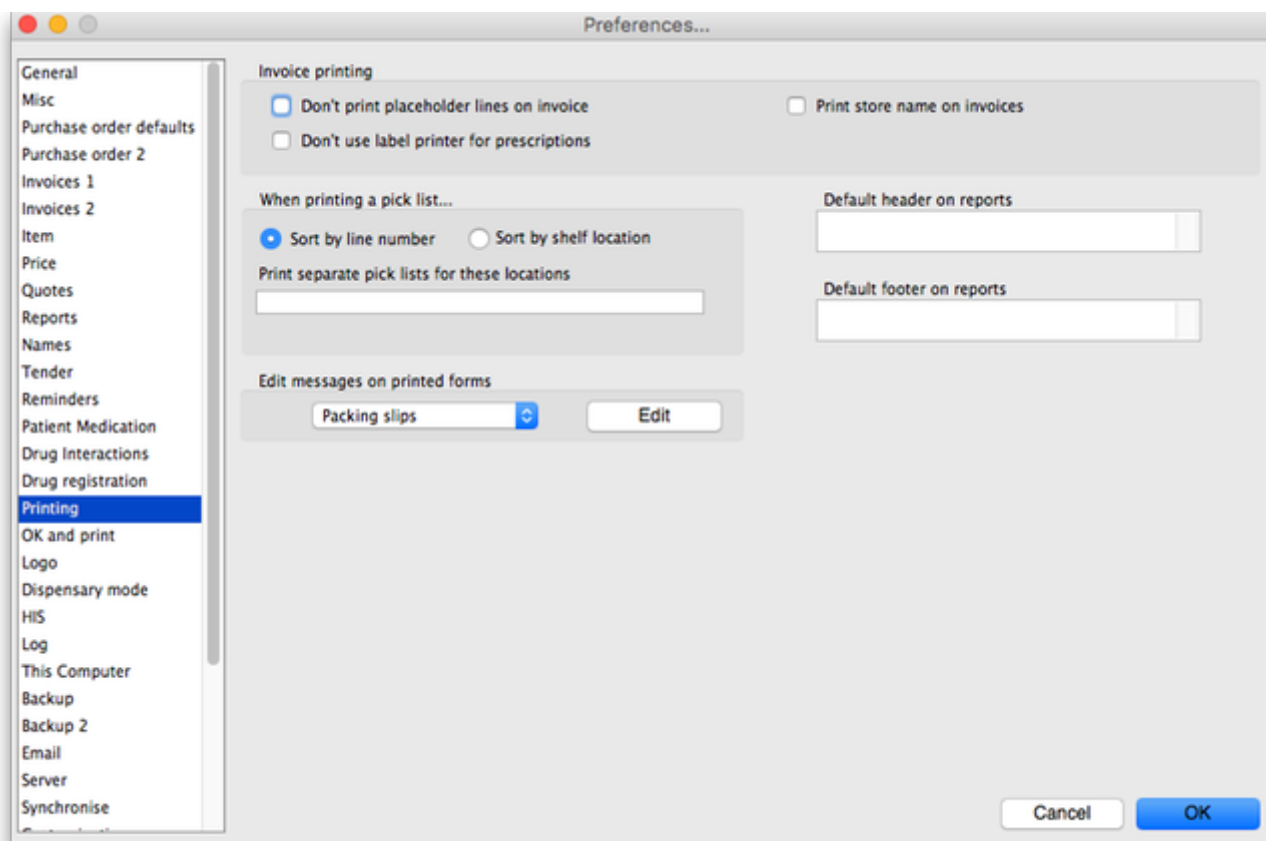 Preferences...
General
Misc
Purchase order defaults
Purchase order 2
Invoices 1
Invoices 2
Item
Price
Quotes
Reports
Names
Tender
Reminders
Patient Medication
Drug Interactions
Drug registration
Printing
OK and print
Logo
Dispensary mode
HIS
Log
This Computer
Backup
Backup 2
Email
Server
Synchronise
Invoice printing
Don't print placeholder lines on invoice
Print store name on invoices
Don't use label printer for prescriptions
When printing a pick list...
Sort by line number
Sort by shelf location
Print separate pick lists for these locations
Default header on reports
Default footer on reports
Edit messages on printed forms
Packing slips
Edit
Cancel
OK